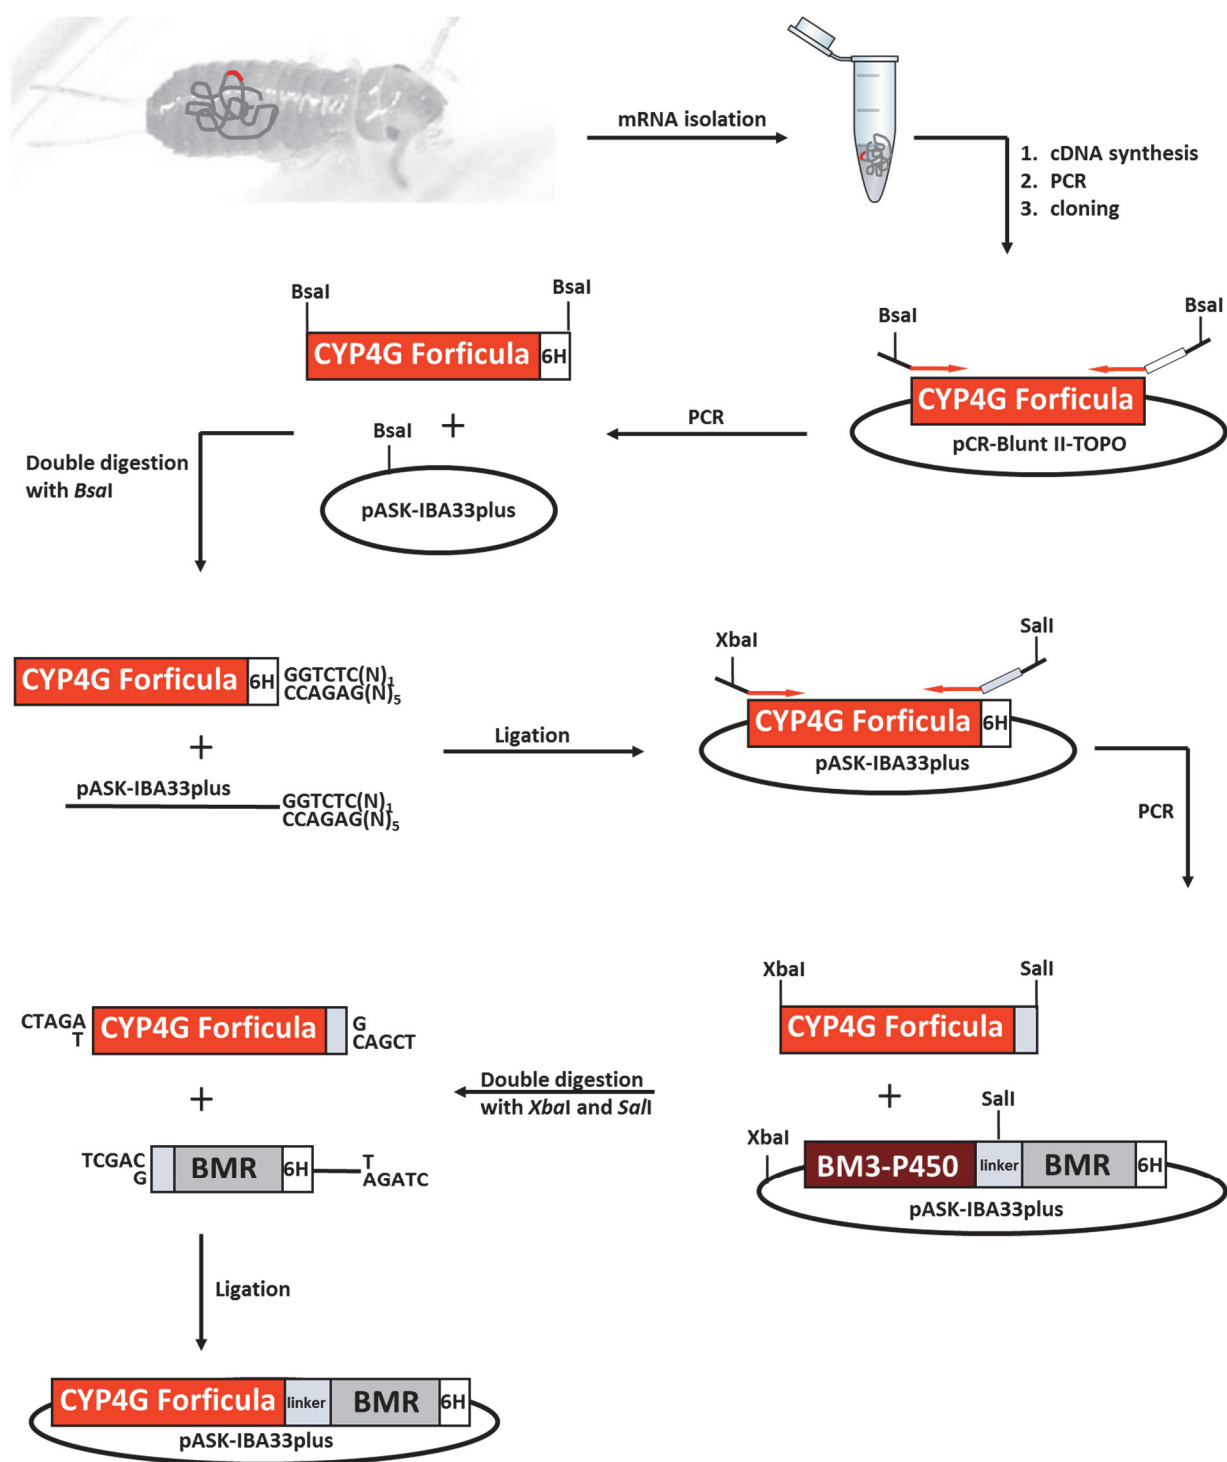 mRNA isolation
1. cDNA synthesis
2. PCR
3. cloning
BsaI
BsaI
CYP4G Forficula 6H
BsaI
BsaI
CYP4G Forficula
pCR-Blunt II-TOPO
PCR
+
BsaI
pASK-IBA33plus
Double digestion
with BsaI
CYP4G Forficula 6H
GGTCTC(N)1
CCAGAG(N)5
+
pASK-IBA33plus
GGTCTC(N)1
CCAGAG(N)5
Ligation
XbaI
SalI
CYP4G Forficula 6H
pASK-IBA33plus
PCR
XbaI
SalI
CYP4G Forficula
+
SalI
XbaI
BM3-P450 linker BMR 6H
pASK-IBA33plus
Double digestion
with XbaI and SalI
CTAGA
T
CYP4G Forficula
G
CAGCT
+
TCGAC
G
BMR 6H
T
AGATC
Ligation
CYP4G Forficula linker BMR 6H
pASK-IBA33plus